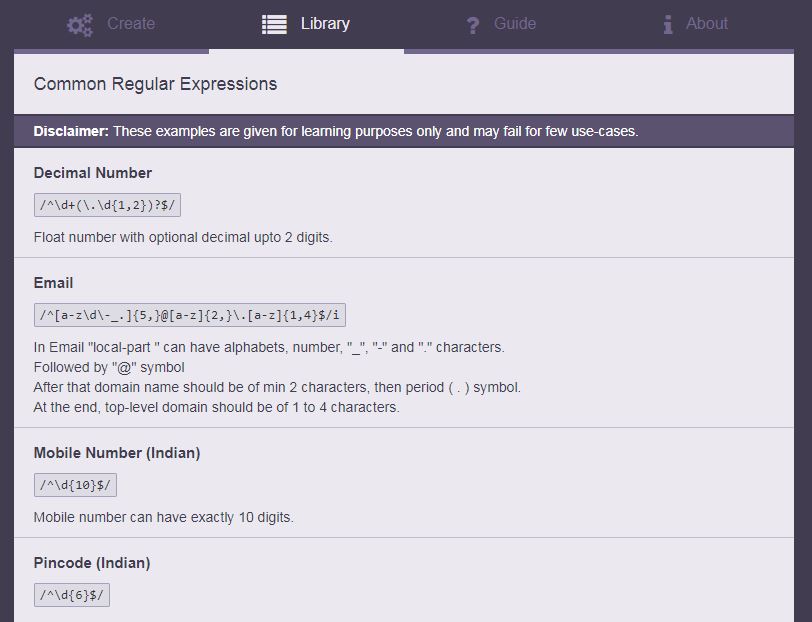 Create Library Guide About
Common Regular Expressions
Disclaimer: These examples are given for learning purposes only and may fail for few use-cases.
Decimal Number
/^\d+(\.\d{1,2})?$/
Float number with optional decimal upto 2 digits.
Email
/^[a-z\d\-_.]{5,}@[a-z]{2,}\.[a-z]{1,4}$/i
In Email "local-part " can have alphabets, number, "_", "-" and "." characters.
Followed by "@" symbol
After that domain name should be of min 2 characters, then period ( . ) symbol.
At the end, top-level domain should be of 1 to 4 characters.
Mobile Number (Indian)
/^\d{10}$/
Mobile number can have exactly 10 digits.
Pincode (Indian)
/^\d{6}$/